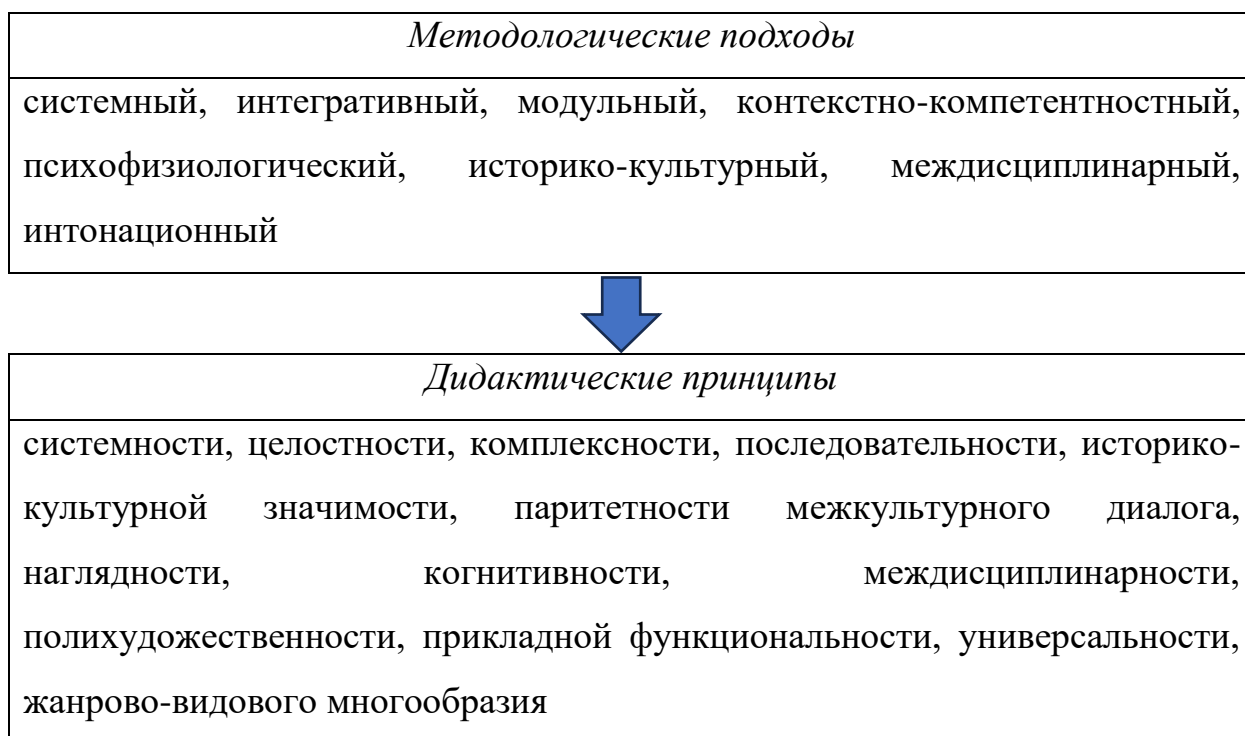 Методологические подходы
системный, интегративный, модульный, контекстно-компетентностный,
психофизиологический, историко-культурный, междисциплинарный,
интонационный
Дидактические принципы
системности, целостности, комплексности, последовательности, историко-
культурной значимости, паритетности межкультурного диалога,
наглядности, когнитивности, междисциплинарности,
полихудожественности, прикладной функциональности, универсальности,
жанрово-видового многообразия